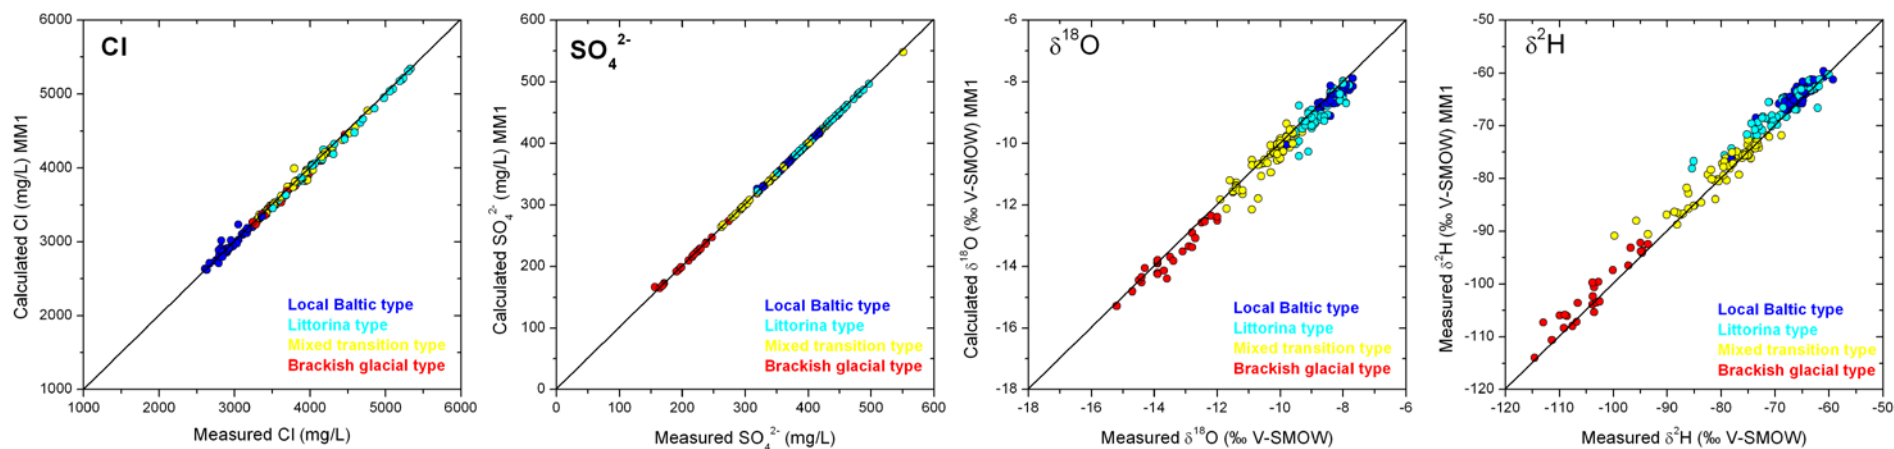 Cl
Calculated Cl (mg/L) MM1
6000
5000
4000
3000
2000
1000
1000 2000 3000 4000 5000 6000
Measured Cl (mg/L)
Local Baltic type
Littorina type
Mixed transition type
Brackish glacial type
SO₄²⁻
Calculated SO₄²⁻ (mg/L) MM1
600
500
400
300
200
100
0
0 100 200 300 400 500 600
Measured SO₄²⁻ (mg/L)
Local Baltic type
Littorina type
Mixed transition type
Brackish glacial type
δ¹⁸O
Calculated δ¹⁸O (‰ V-SMOW) MM1
-6
-8
-10
-12
-14
-16
-18
-18 -16 -14 -12 -10 -8 -6
Measured δ¹⁸O (‰ V-SMOW)
Local Baltic type
Littorina type
Mixed transition type
Brackish glacial type
δ²H
Measured δ²H (‰ V-SMOW) MM1
-50
-60
-70
-80
-90
-100
-110
-120
-120 -110 -100 -90 -80 -70 -60 -50
Measured δ²H (‰ V-SMOW)
Local Baltic type
Littorina type
Mixed transition type
Brackish glacial type